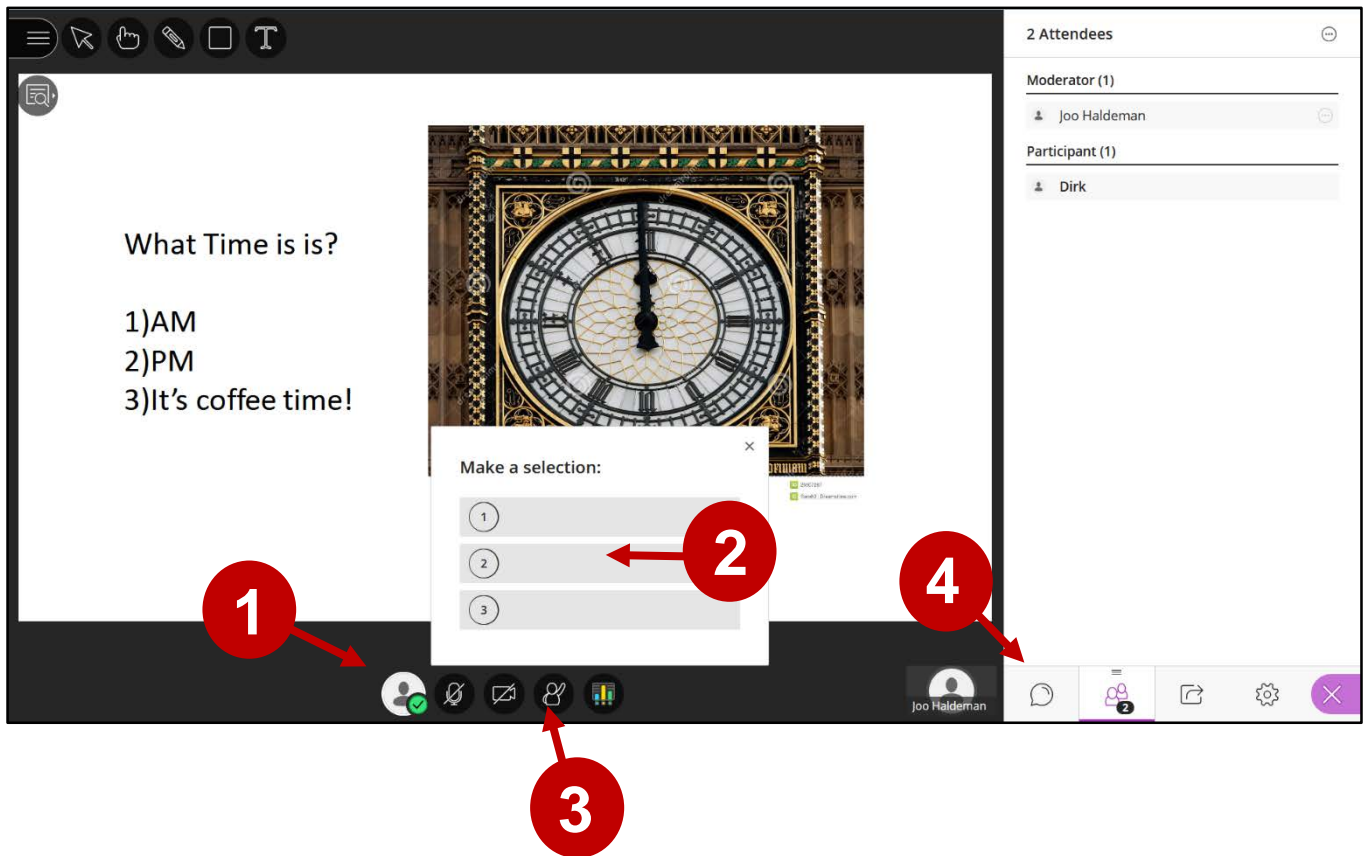 2 Attendees
Moderator (1)
Joo Haldeman
Participant (1)
Dirk
What Time is is?
1)AM
2)PM
3)It's coffee time!
Make a selection:
1
2
3
2
1
4
3
Joo Haldeman
2